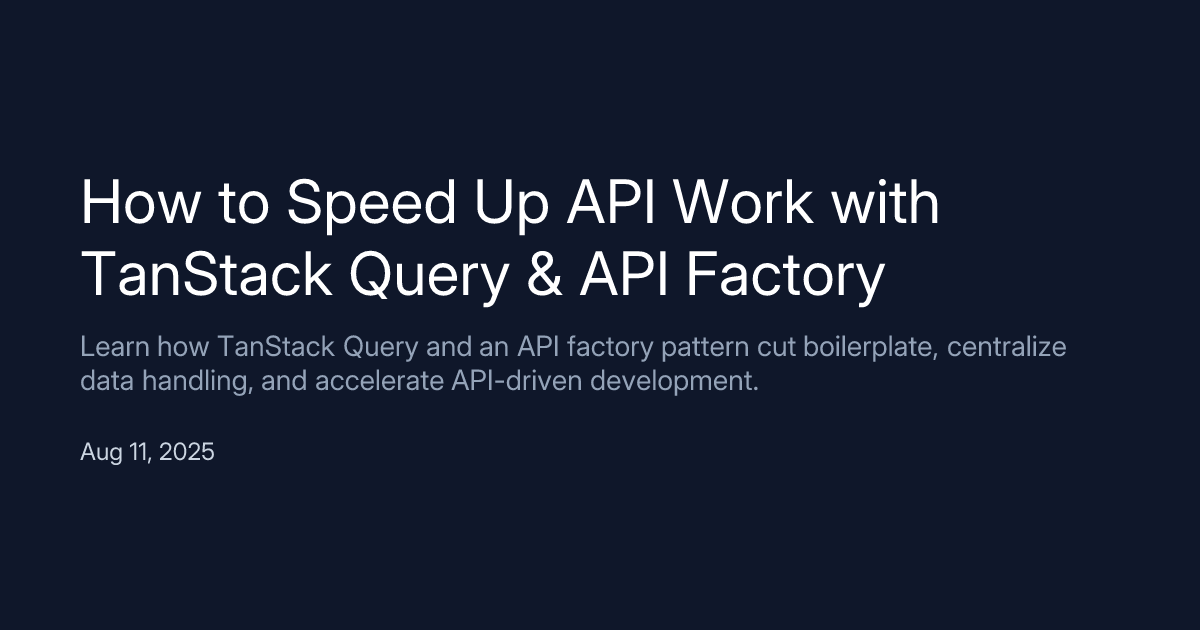 How to Speed Up API Work with
TanStack Query & API Factory
Learn how TanStack Query and an API factory pattern cut boilerplate, centralize
data handling, and accelerate API-driven development.
Aug 11, 2025